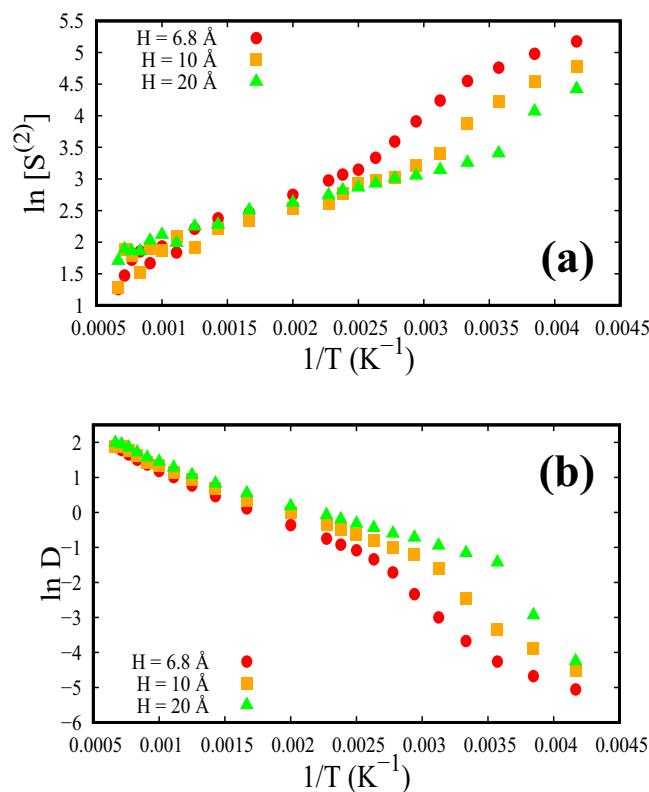 H = 6.8 Å
H = 10 Å
H = 20 Å
5.5
5
4.5
4
3.5
3
2.5
2
1.5
1
ln [S^(2)]
(a)
0.0005 0.001 0.0015 0.002 0.0025 0.003 0.0035 0.004 0.0045
1/T (K^−1)
2
1
0
−1
−2
−3
−4
−5
−6
ln D
(b)
H = 6.8 Å
H = 10 Å
H = 20 Å
0.0005 0.001 0.0015 0.002 0.0025 0.003 0.0035 0.004 0.0045
1/T (K^−1)